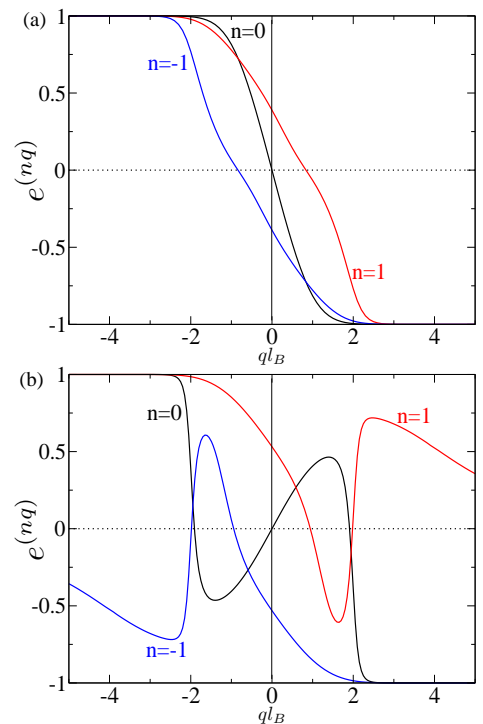 (a)
1
n=0
n=-1
0.5
e^{(nq)}
0
-0.5
n=1
-1
-4 -2 0 2 4
ql_B
(b)
1
n=0
n=1
0.5
e^{(nq)}
0
-0.5
n=-1
-1
-4 -2 0 2 4
ql_B